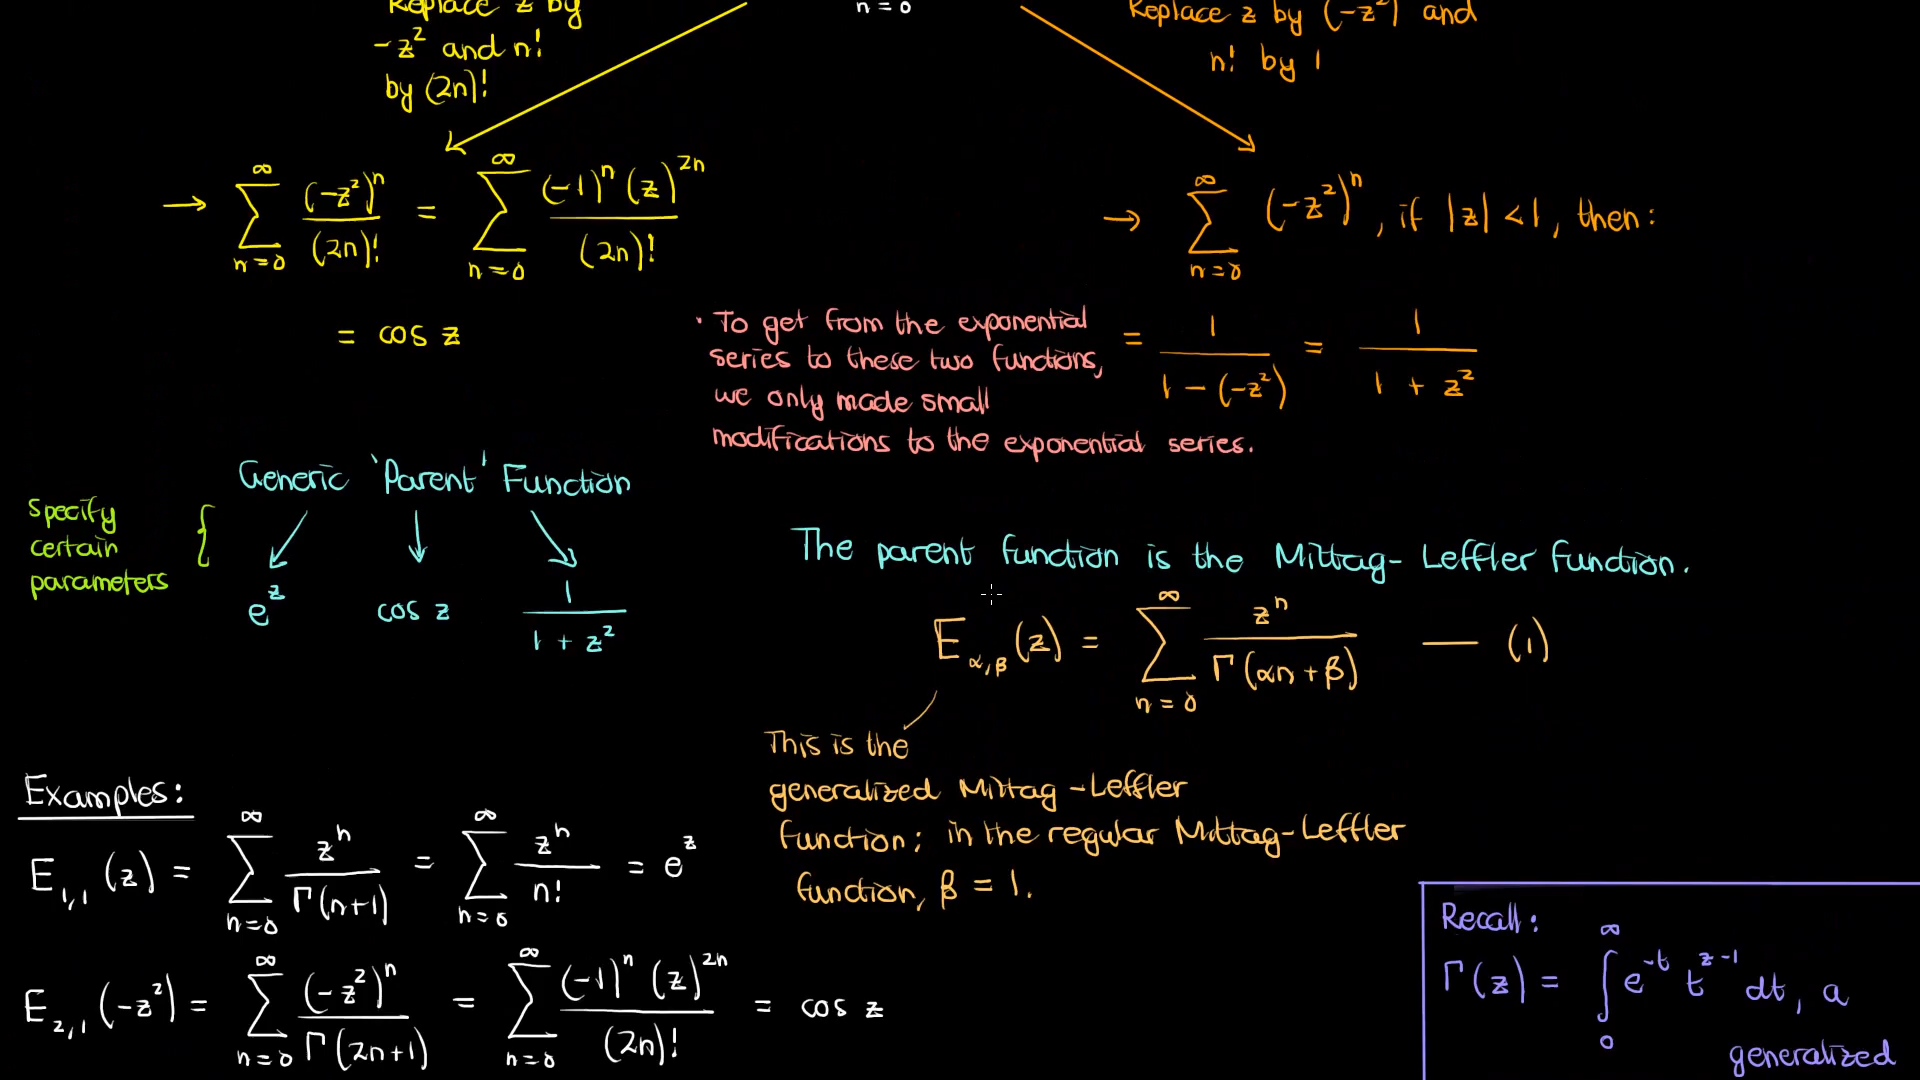 Replace z by
-z² and n!
by (2n)!
n = 0
Replace z by (-z²) and
n! by 1
→ ∑_{n=0}^{∞} (-z²)ⁿ / (2n)! = ∑_{n=0}^{∞} (-1)ⁿ (z)²ⁿ / (2n)!
= cos z
→ ∑_{n=0}^{∞} (-z²)ⁿ, if |z| < 1, then:
= 1 / (1 - (-z²)) = 1 / (1 + z²)
· To get from the exponential
series to these two functions,
we only made small
modifications to the exponential series.
Generic 'Parent' Function
specify
certain
parameters {
e^z cos z 1 / (1 + z²)
The parent function is the Mittag-Leffler function.
E_{α,β}(z) = ∑_{n=0}^{∞} zⁿ / Γ(αn + β) — (1)
This is the
generalized Mittag-Leffler
function; in the regular Mittag-Leffler
function, β = 1.
Examples:
E_{1,1}(z) = ∑_{n=0}^{∞} zⁿ / Γ(n+1) = ∑_{n=0}^{∞} zⁿ / n! = e^z
E_{2,1}(-z²) = ∑_{n=0}^{∞} (-z²)ⁿ / Γ(2n+1) = ∑_{n=0}^{∞} (-1)ⁿ (z)²ⁿ / (2n)! = cos z
Recall:
Γ(z) = ∫_0^∞ e^{-t} t^{z-1} dt, a
generalized